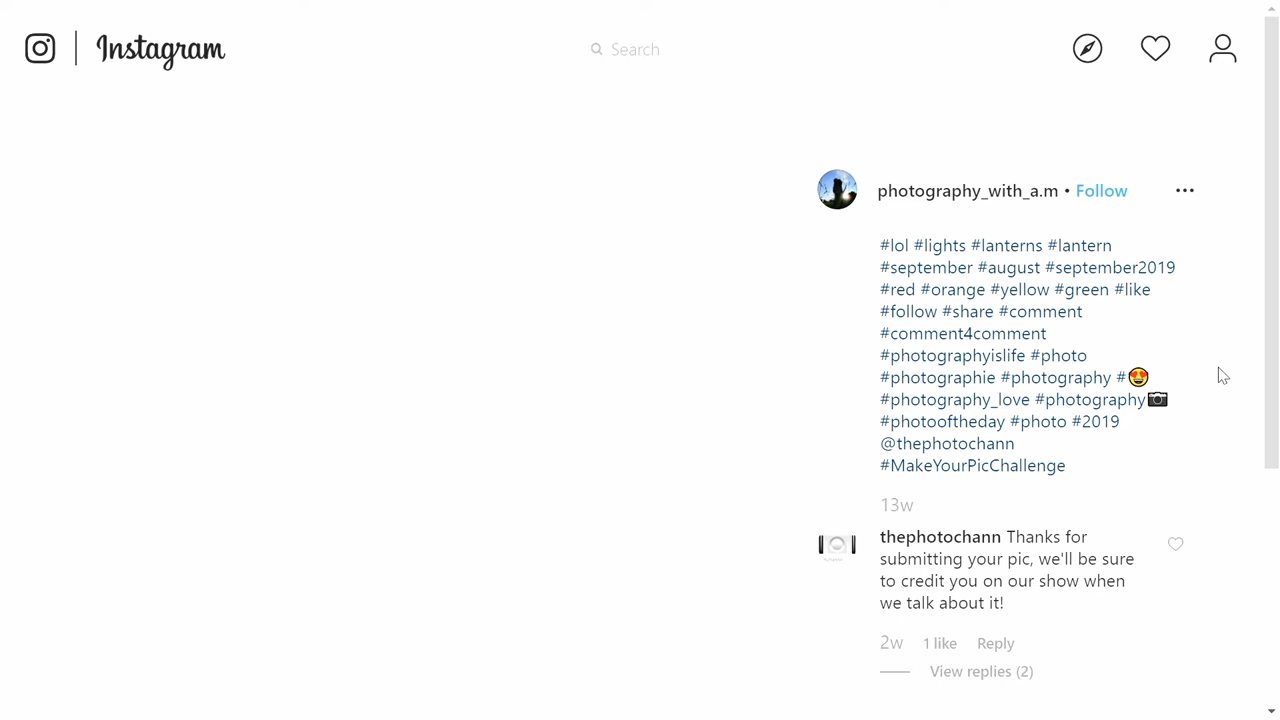 Instagram
Search
photography_with_a.m • Follow
#lol #lights #lanterns #lantern
#september #august #september2019
#red #orange #yellow #green #like
#follow #share #comment
#comment4comment
#photographyislife #photo
#photographie #photography #😍
#photography_love #photography📷
#photooftheday #photo #2019
@thephotochann
#MakeYourPicChallenge
13w
thephotochann Thanks for
submitting your pic, we'll be sure
to credit you on our show when
we talk about it!
2w 1 like Reply
View replies (2)